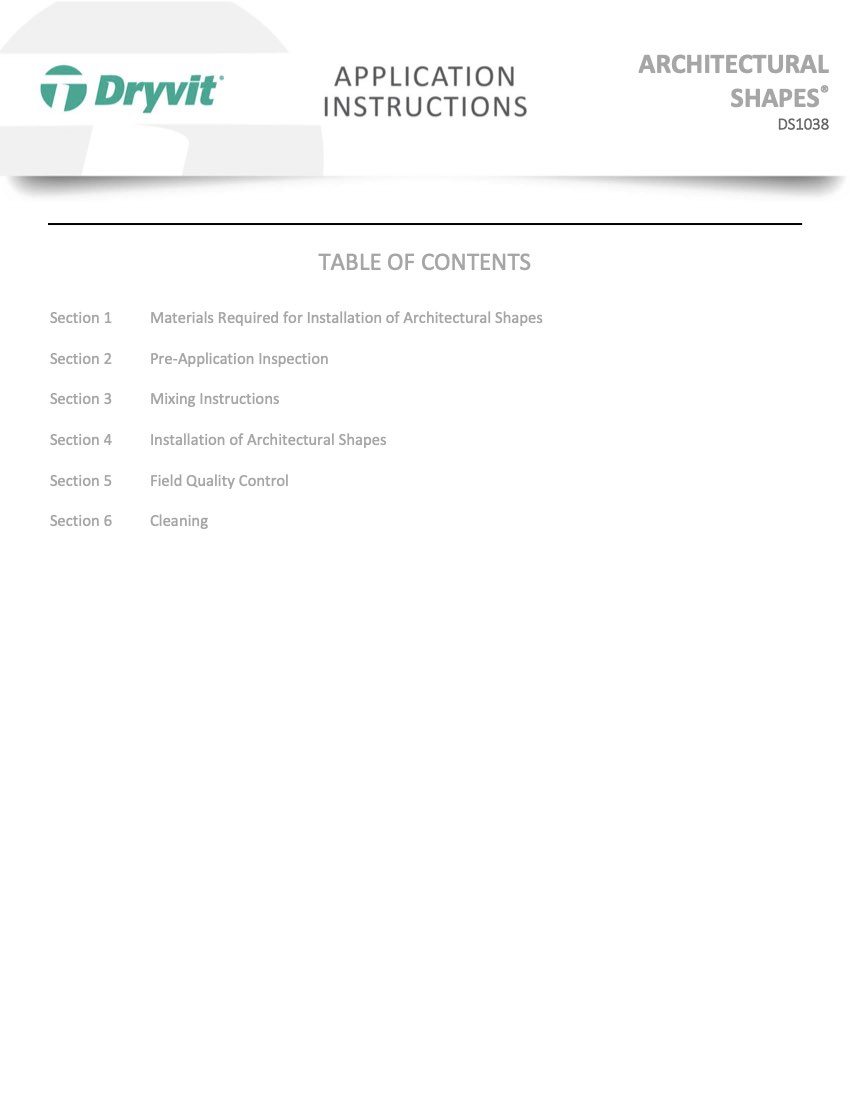 Dryvit®
APPLICATION
INSTRUCTIONS
ARCHITECTURAL
SHAPES®
DS1038
TABLE OF CONTENTS
Section 1 Materials Required for Installation of Architectural Shapes
Section 2 Pre-Application Inspection
Section 3 Mixing Instructions
Section 4 Installation of Architectural Shapes
Section 5 Field Quality Control
Section 6 Cleaning